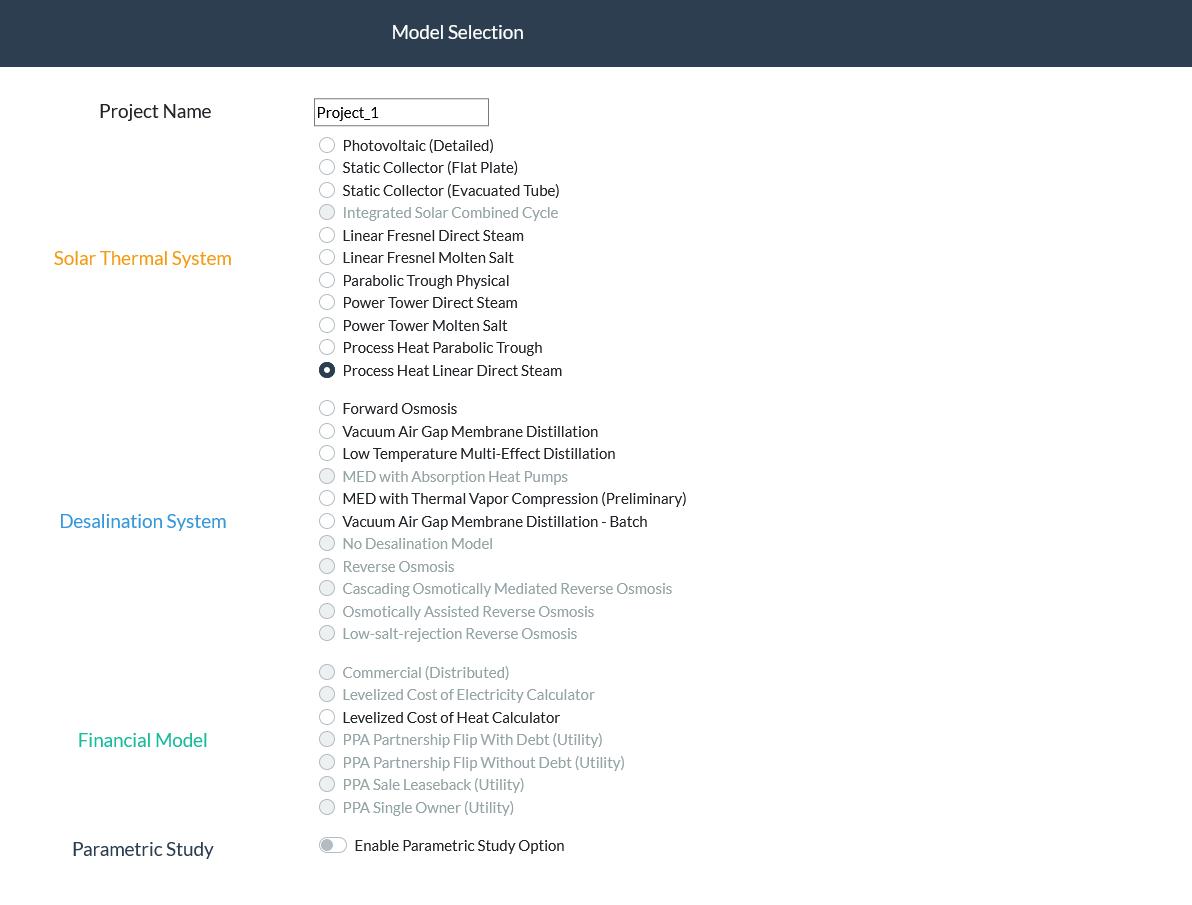 Model Selection
Project Name
Project_1
Photovoltaic (Detailed)
Static Collector (Flat Plate)
Static Collector (Evacuated Tube)
Integrated Solar Combined Cycle
Linear Fresnel Direct Steam
Solar Thermal System
Linear Fresnel Molten Salt
Parabolic Trough Physical
Power Tower Direct Steam
Power Tower Molten Salt
Process Heat Parabolic Trough
Process Heat Linear Direct Steam
Forward Osmosis
Vacuum Air Gap Membrane Distillation
Low Temperature Multi-Effect Distillation
MED with Absorption Heat Pumps
MED with Thermal Vapor Compression (Preliminary)
Desalination System
Vacuum Air Gap Membrane Distillation - Batch
No Desalination Model
Reverse Osmosis
Cascading Osmotically Mediated Reverse Osmosis
Osmotically Assisted Reverse Osmosis
Low-salt-rejection Reverse Osmosis
Commercial (Distributed)
Levelized Cost of Electricity Calculator
Levelized Cost of Heat Calculator
Financial Model
PPA Partnership Flip With Debt (Utility)
PPA Partnership Flip Without Debt (Utility)
PPA Sale Leaseback (Utility)
PPA Single Owner (Utility)
Parametric Study
Enable Parametric Study Option